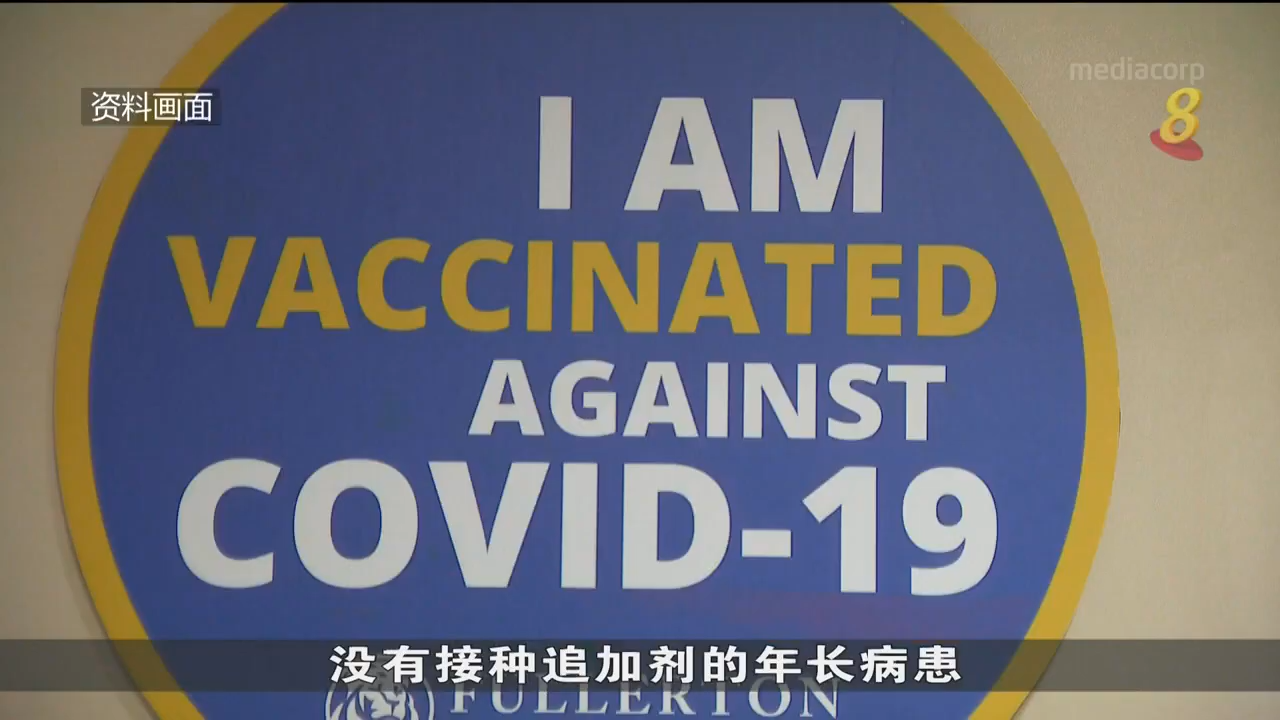 mediacorp
8
资料画面
I AM
VACCINATED
AGAINST
COVID-19
没有接种追加剂的年长病患
FULLERTON